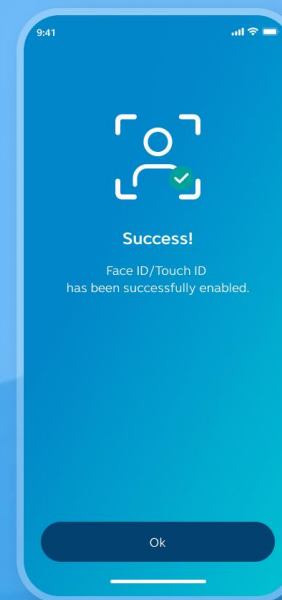 9:41
Success!
Face ID/Touch ID
has been successfully enabled.
Ok